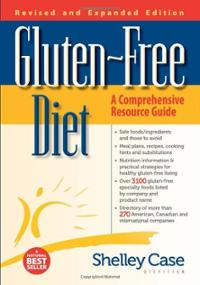 Revised and Expanded Edition
Gluten~Free
Diet
A Comprehensive
Resource Guide
• Safe foods/ingredients
and those to avoid
• Meal plans, recipes, cooking
hints and substitutions
• Nutrition information &
practical strategies for
healthy gluten-free living
• Over 3100 gluten-free
specialty foods listed
by company and
product name
• Directory of more than
270 American, Canadian and
international companies
A
NATIONAL
BEST
SELLER
Shelley Case
DIETITIAN